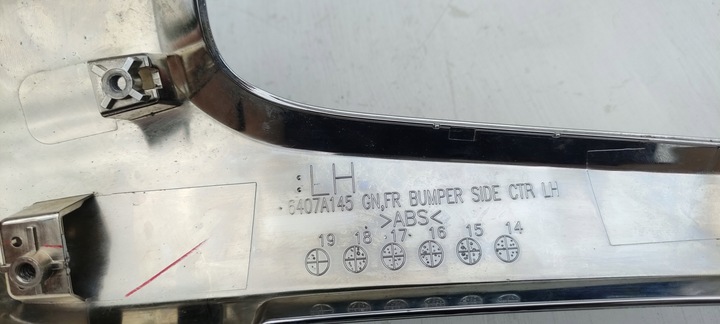 LH
6407A145 GN,FR BUMPER SIDE CTR LH
>ABS<
19 18 17 16 15 14